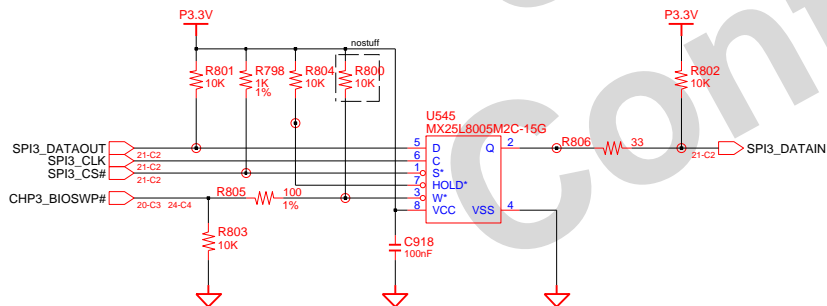 P3.3V
P3.3V
nostuff
R801
10K
R798
1K
1%
R804
10K
R800
10K
R802
10K
U545
MX25L8005M2C-15G
SPI3_DATAOUT
21-C2
5
D
Q
2
R806
33
21-C2
SPI3_DATAIN
SPI3_CLK
21-C2
6
C
SPI3_CS#
21-C2
1
S*
7
HOLD*
CHP3_BIOSWP#
20-C3 24-C4
R805
100
1%
3
W*
8
VCC
VSS
4
R803
10K
C918
100nF
Con